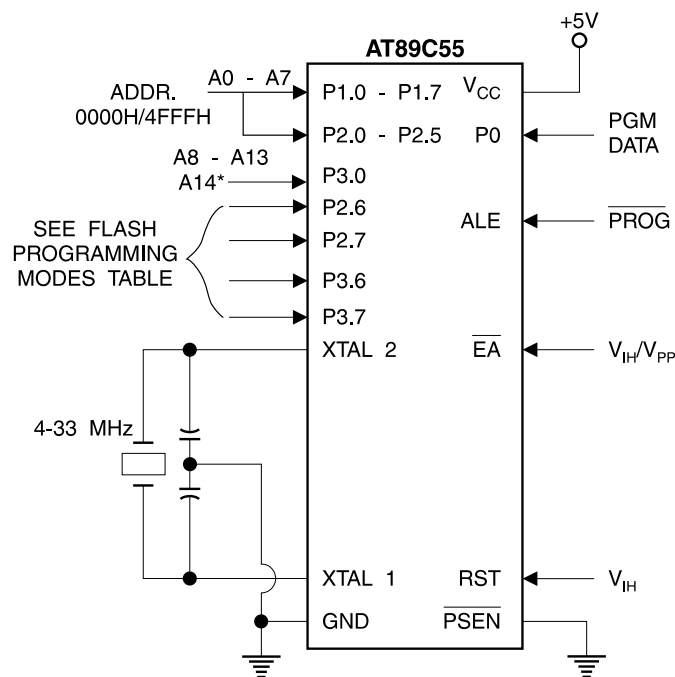 +5V
AT89C55
A0 - A7
ADDR.
0000H/4FFFH
P1.0 - P1.7
VCC
P2.0 - P2.5
P0
PGM
DATA
A8 - A13
A14*
P3.0
P2.6
SEE FLASH
PROGRAMMING
MODES TABLE
P2.7
ALE
PROG
P3.6
P3.7
XTAL 2
EA
VIH/VPP
4-33 MHz
XTAL 1
RST
VIH
GND
PSEN